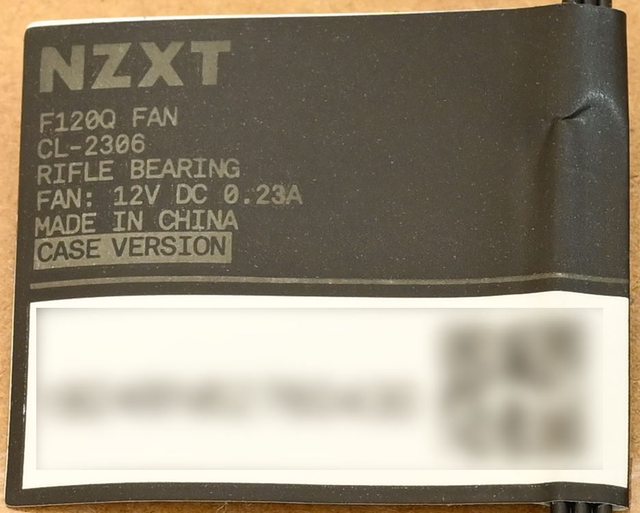 NZXT
F120Q FAN
CL-2306
RIFLE BEARING
FAN: 12V DC 0.23A
MADE IN CHINA
CASE VERSION